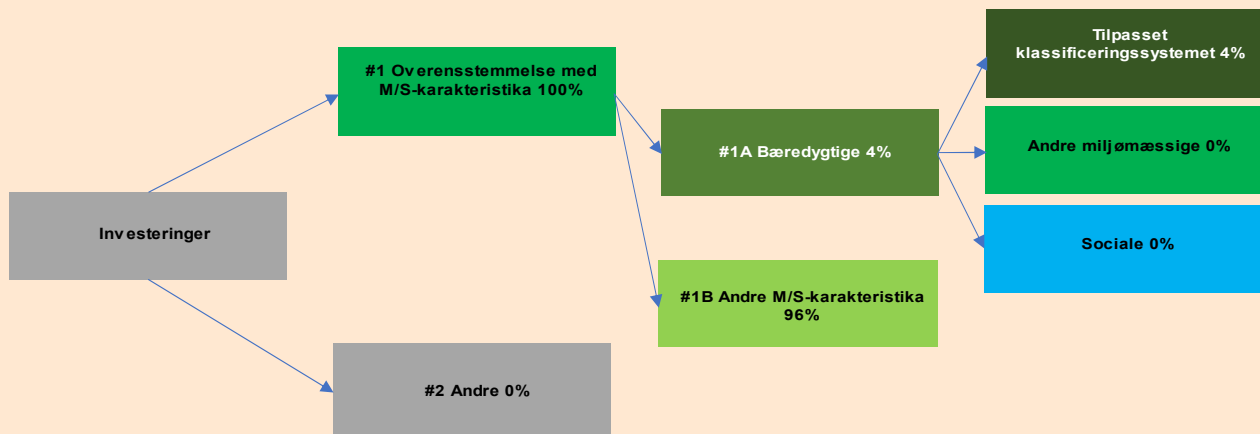 Investeringer
#1 Overensstemmelse med
M/S-karakteristika 100%
#2 Andre 0%
#1A Bæredygtige 4%
#1B Andre M/S-karakteristika
96%
Tilpasset
klassificeringssystemet 4%
Andre miljømæssige 0%
Sociale 0%